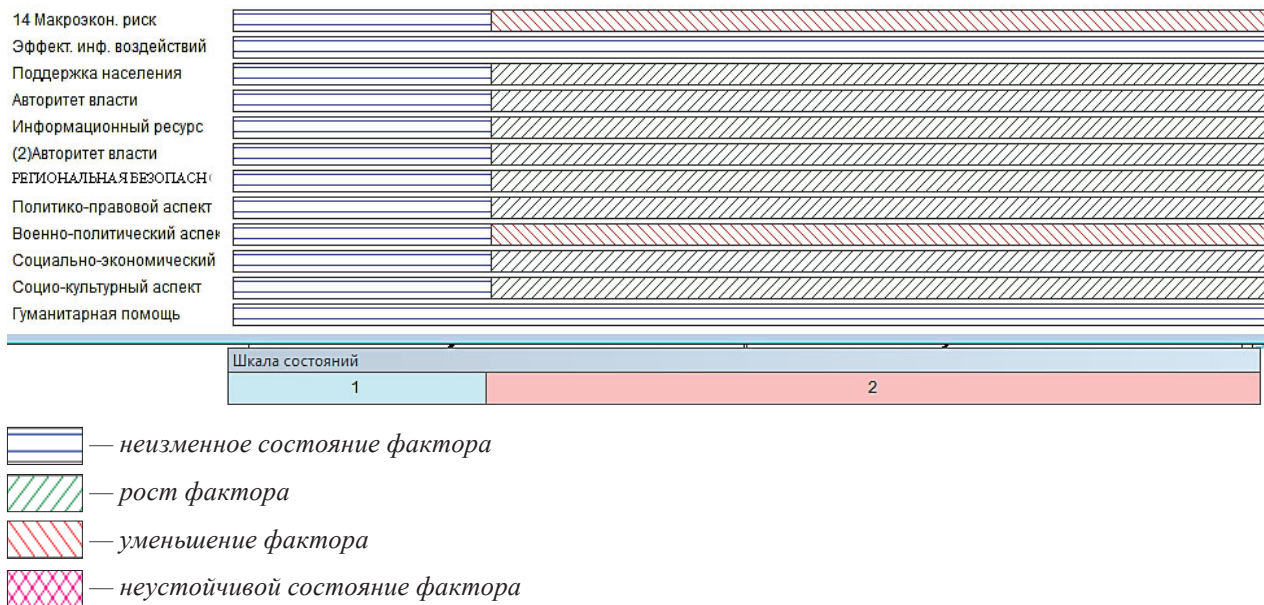 14 Макроэкон. риск
Эффект. инф. воздействий
Поддержка населения
Авторитет власти
Информационный ресурс
(2)Авторитет власти
РЕГИОНАЛЬНАЯ БЕЗОПАСН
Политико-правовой аспект
Военно-политический аспек
Социально-экономический
Социо-культурный аспект
Гуманитарная помощь
Шкала состояний
1 2
— неизменное состояние фактора
— рост фактора
— уменьшение фактора
— неустойчивой состояние фактора